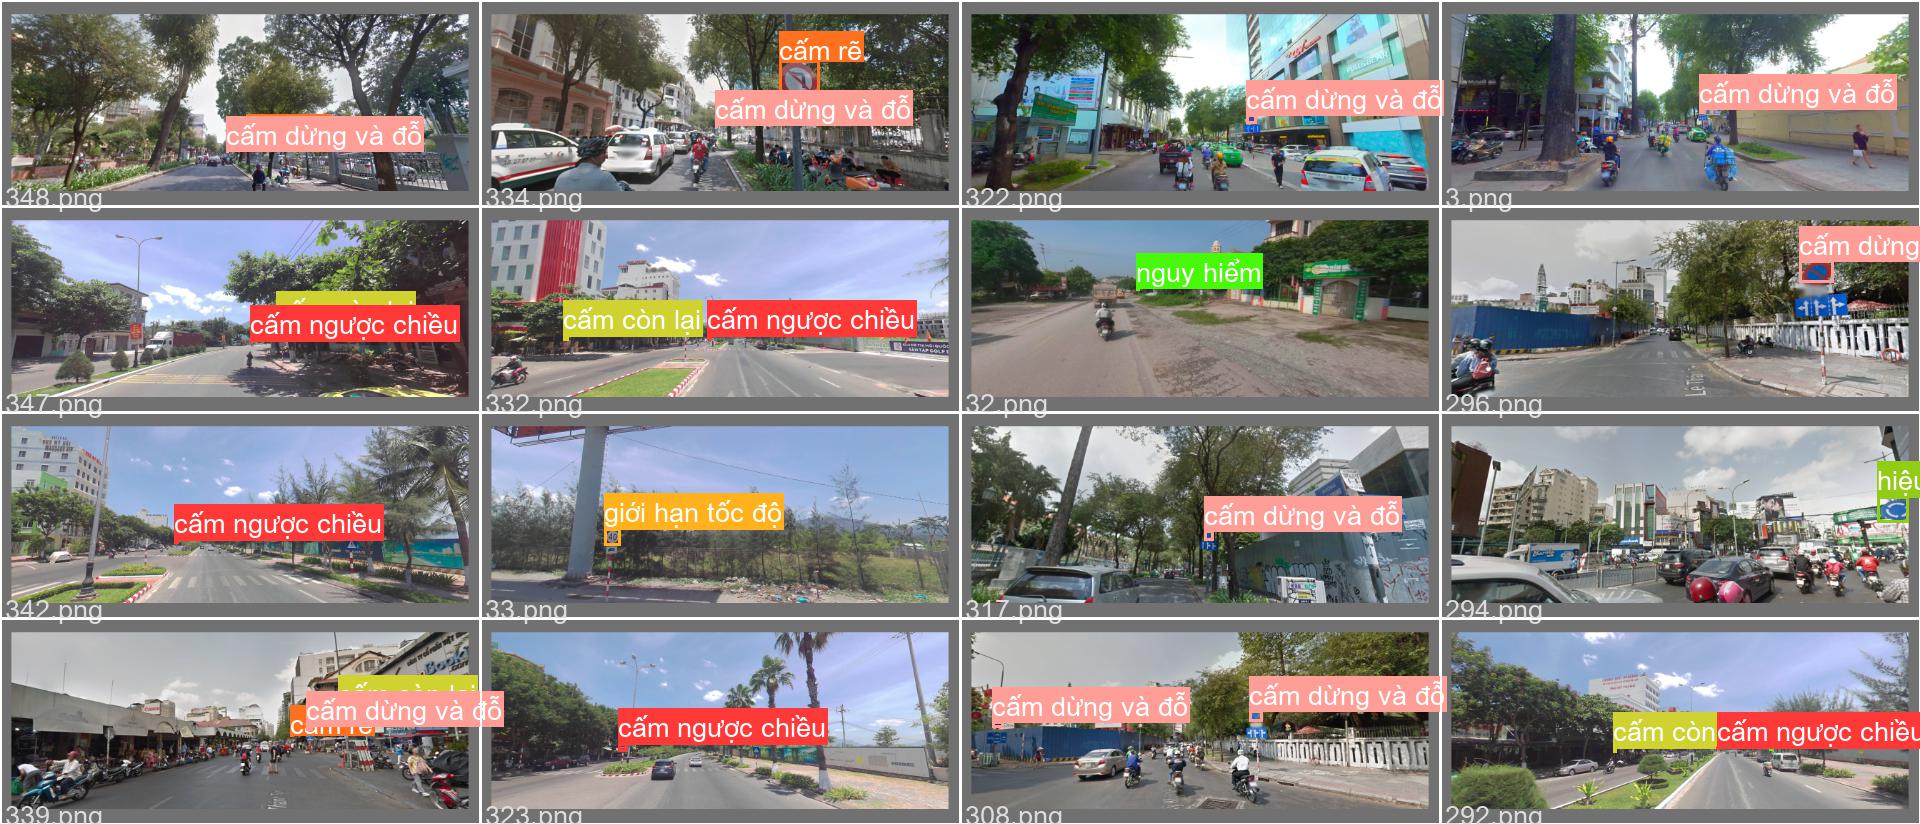 cấm dừng và đỗ
348.png
cấm rẽ
cấm dừng và đỗ
334.png
cấm dừng và đỗ
322.png
cấm dừng và đỗ
3.png
cấm ngược chiều
347.png
cấm còn lại
cấm ngược chiều
332.png
nguy hiểm
32.png
cấm dừng
296.png
cấm ngược chiều
342.png
giới hạn tốc độ
40
33.png
cấm dừng và đỗ
317.png
hiệu
294.png
cấm dừng và đỗ
339.png
cấm ngược chiều
323.png
cấm dừng và đỗ
cấm dừng và đỗ
308.png
cấm còn
cấm ngược chiều
292.png